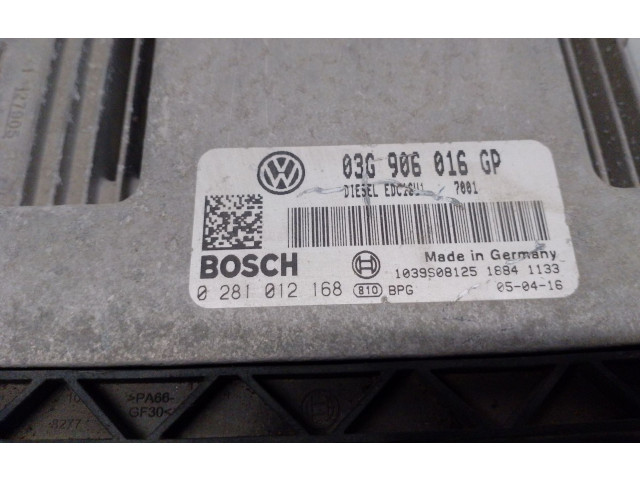 VW
03G 906 016 GP
DIESEL 7001
BOSCH
Made in Germany
1039S08125 1884 1133
0 281 012 168 810 BPG 05-04-16
>PA66-
GF30<